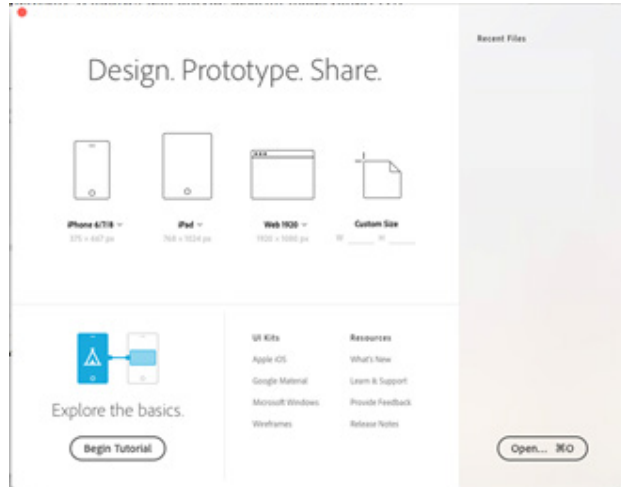 Recent Files
Design. Prototype. Share.
iPhone 6/7/8
375 × 667 px
iPad
768 × 1024 px
Web 1920
1920 × 1080 px
Custom Size
W H
UI Kits
Apple iOS
Google Material
Microsoft Windows
Wireframes
Resources
What's New
Learn & Support
Provide Feedback
Release Notes
Explore the basics.
Begin Tutorial
Open... ⌘O